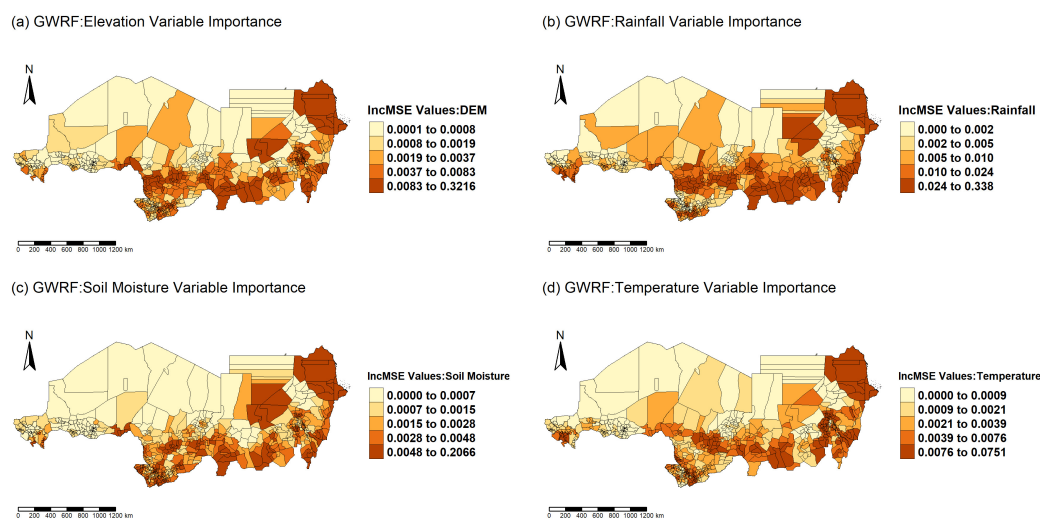 (a) GWRF:Elevation Variable Importance
N
IncMSE Values:DEM
0.0001 to 0.0008
0.0008 to 0.0019
0.0019 to 0.0037
0.0037 to 0.0083
0.0083 to 0.3216
0 200 400 600 800 1000 1200 km
(b) GWRF:Rainfall Variable Importance
N
IncMSE Values:Rainfall
0.000 to 0.002
0.002 to 0.005
0.005 to 0.010
0.010 to 0.024
0.024 to 0.338
0 200 400 600 800 1000 1200 km
(c) GWRF:Soil Moisture Variable Importance
N
IncMSE Values:Soil Moisture
0.0000 to 0.0007
0.0007 to 0.0015
0.0015 to 0.0028
0.0028 to 0.0048
0.0048 to 0.2066
0 200 400 600 800 1000 1200 km
(d) GWRF:Temperature Variable Importance
N
IncMSE Values:Temperature
0.0000 to 0.0009
0.0009 to 0.0021
0.0021 to 0.0039
0.0039 to 0.0076
0.0076 to 0.0751
0 200 400 600 800 1000 1200 km